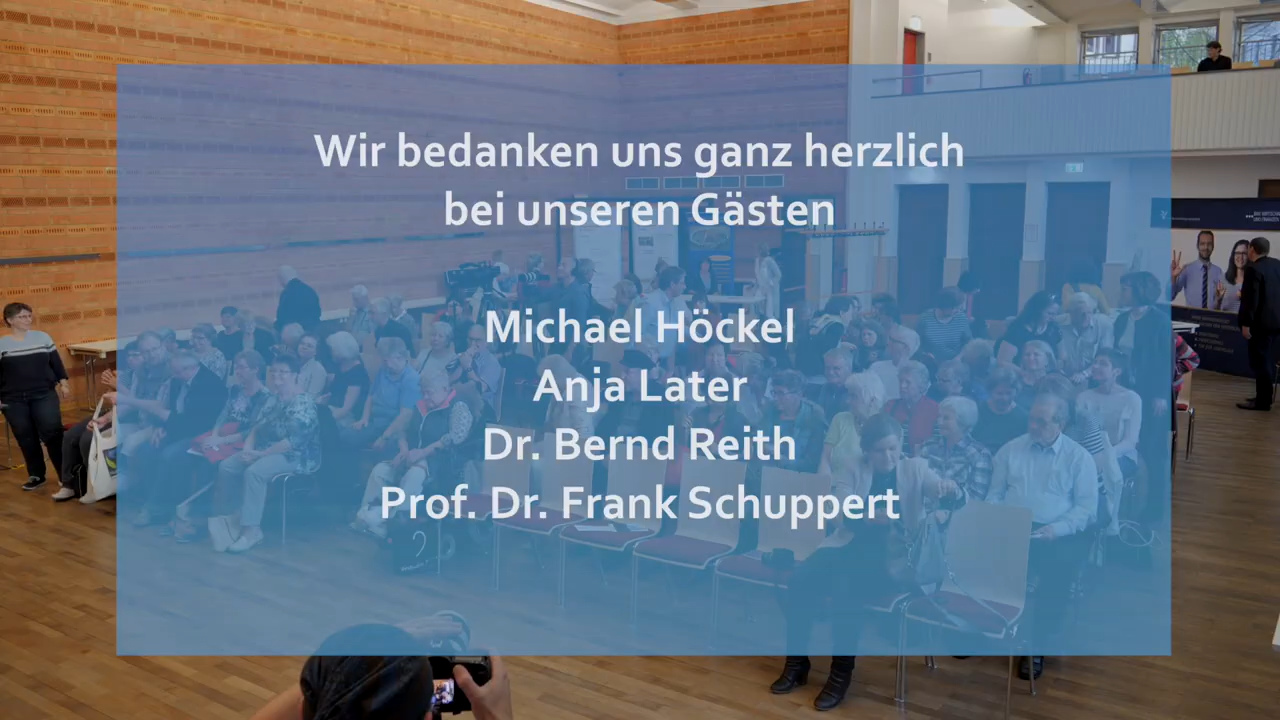 Wir bedanken uns ganz herzlich
bei unseren Gästen
Michael Höckel
Anja Later
Dr. Bernd Reith
Prof. Dr. Frank Schuppert
2